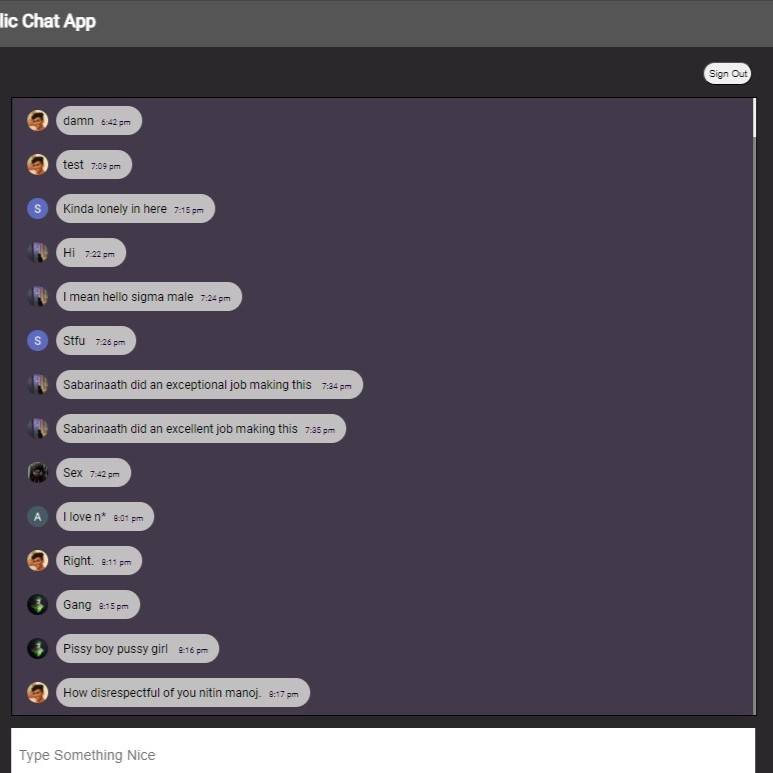 lic Chat App
Sign Out
damn 6:42 pm
test 7:09 pm
S Kinda lonely in here 7:15 pm
Hi 7:22 pm
I mean hello sigma male 7:24 pm
S Stfu 7:26 pm
Sabarinaath did an exceptional job making this 7:34 pm
Sabarinaath did an excellent job making this 7:35 pm
Sex 7:42 pm
A I love n* 8:01 pm
Right. 8:11 pm
Gang 8:15 pm
Pissy boy pussy girl 8:16 pm
How disrespectful of you nitin manoj. 8:17 pm
Type Something Nice